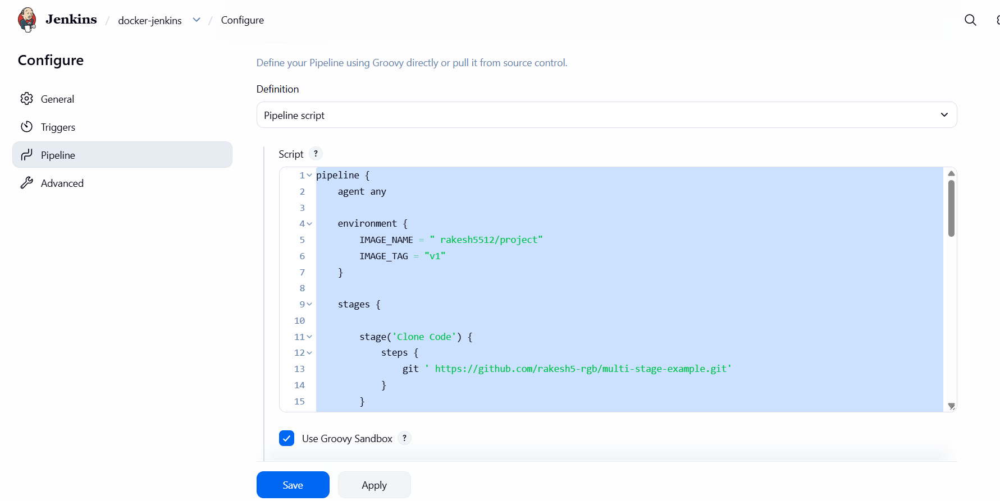 Jenkins / docker-jenkins / Configure
Configure
General
Triggers
Pipeline
Advanced
Define your Pipeline using Groovy directly or pull it from source control.
Definition
Pipeline script
Script ?
1 pipeline {
2     agent any
3
4     environment {
5         IMAGE_NAME = " rakesh5512/project"
6         IMAGE_TAG = "v1"
7     }
8
9     stages {
10
11         stage('Clone Code') {
12             steps {
13                 git ' https://github.com/rakesh5-rgb/multi-stage-example.git'
14             }
15         }
Use Groovy Sandbox ?
Save
Apply